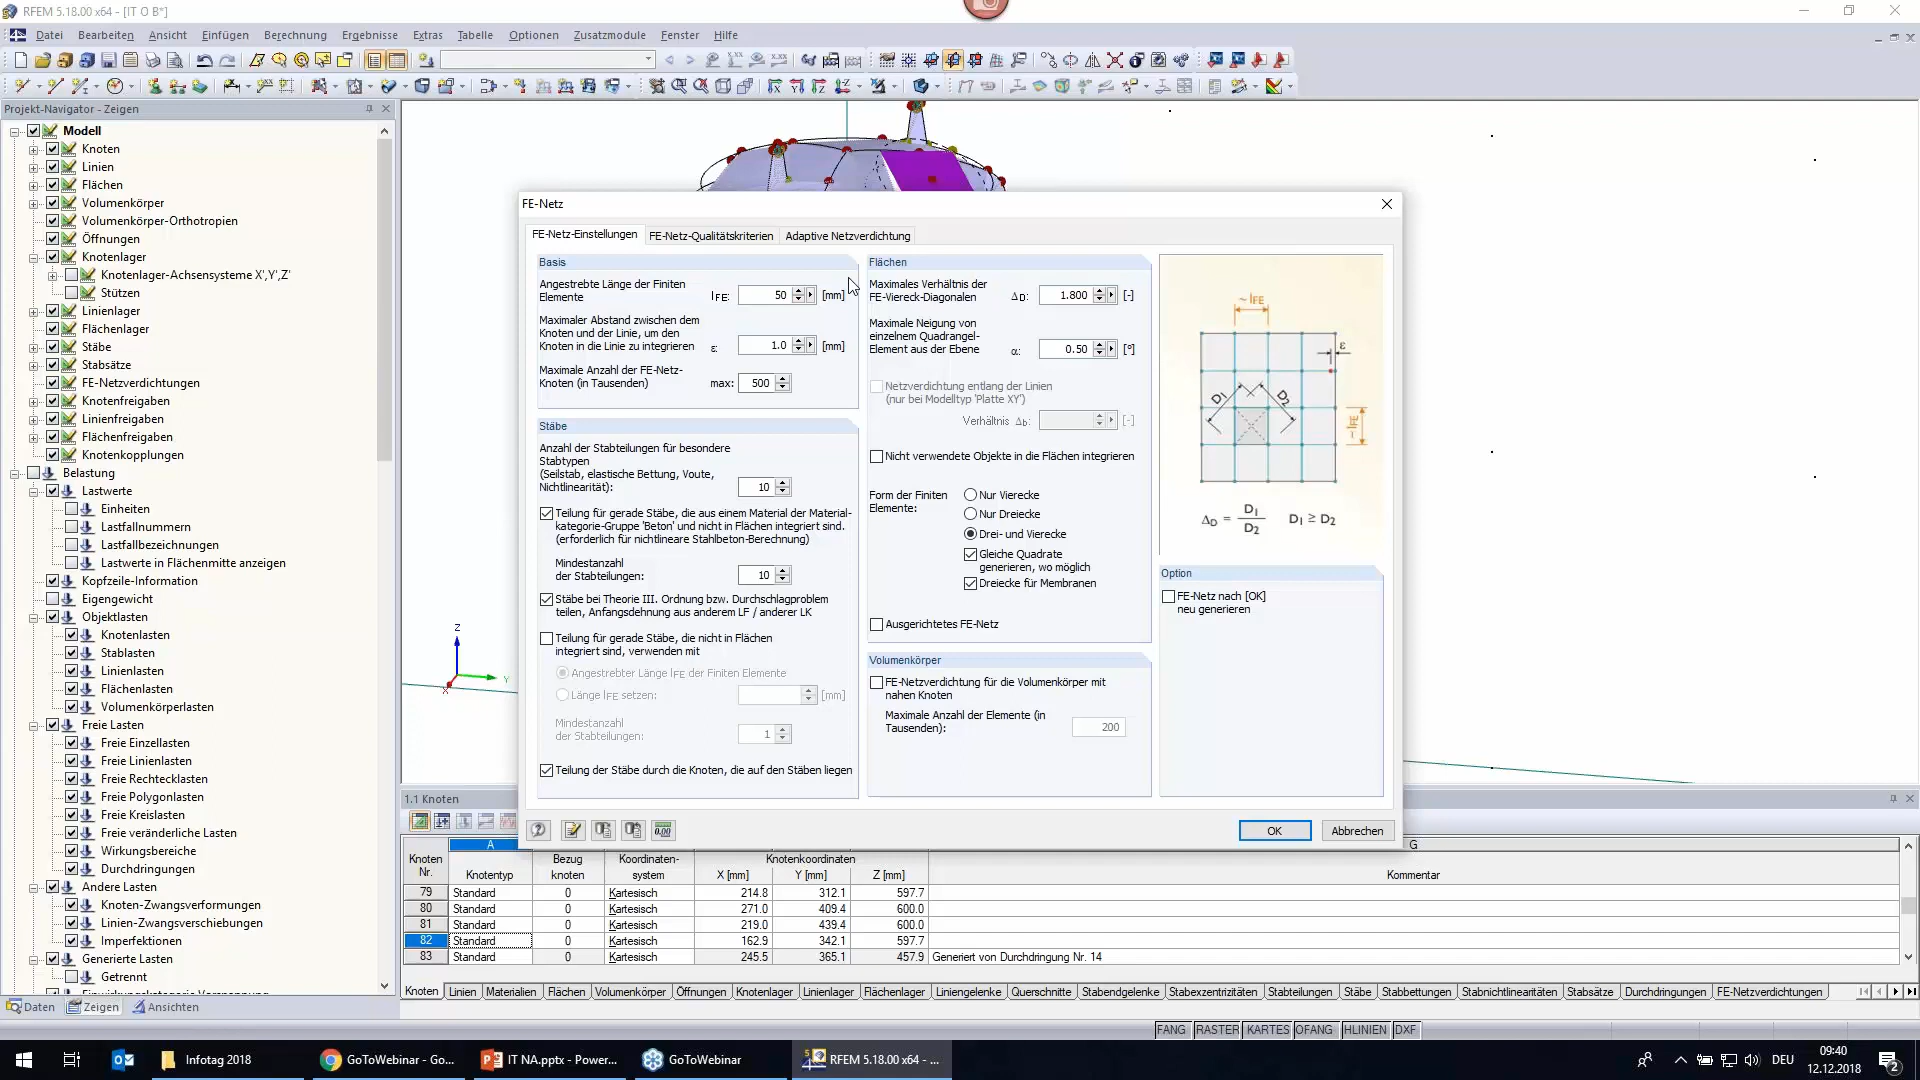 RFEM 5.18.00 x64 - [IT O B*]
Datei Bearbeiten Ansicht Einfügen Berechnung Ergebnisse Extras Tabelle Optionen Zusatzmodule Fenster Hilfe
Projekt-Navigator - Zeigen
Modell
Knoten
Linien
Flächen
Volumenkörper
Volumenkörper-Orthotropien
Öffnungen
Knotenlager
Knotenlager-Achsensysteme X',Y',Z'
Stützen
Linienlager
Flächenlager
Stäbe
Stabsätze
FE-Netzverdichtungen
Knotenfreigaben
Linienfreigaben
Flächenfreigaben
Knotenkopplungen
Belastung
Lastwerte
Einheiten
Lastfallnummern
Lastfallbezeichnungen
Lastwerte in Flächenmitte anzeigen
Kopfzeile-Information
Eigengewicht
Objektlasten
Knotenlasten
Stablasten
Linienlasten
Flächenlasten
Volumenkörperlasten
Freie Lasten
Freie Einzellasten
Freie Linienlasten
Freie Rechtecklasten
Freie Polygonlasten
Freie Kreislasten
Freie veränderliche Lasten
Wirkungsbereiche
Durchdringungen
Andere Lasten
Knoten-Zwangsverformungen
Linien-Zwangsverschiebungen
Imperfektionen
Generierte Lasten
Getrennt
Daten Zeigen Ansichten
Z
Y
X
FE-Netz
FE-Netz-Einstellungen FE-Netz-Qualitätskriterien Adaptive Netzverdichtung
Basis
Angestrebte Länge der Finiten
Elemente lFE: 50 [mm]
Maximaler Abstand zwischen dem
Knoten und der Linie, um den
Knoten in die Linie zu integrieren ε: 1.0 [mm]
Maximale Anzahl der FE-Netz-
Knoten (in Tausenden) max: 500
Stäbe
Anzahl der Stabteilungen für besondere
Stabtypen
(Seilstab, elastische Bettung, Voute,
Nichtlinearität): 10
Teilung für gerade Stäbe, die aus einem Material der Material-
kategorie-Gruppe 'Beton' und nicht in Flächen integriert sind.
(erforderlich für nichtlineare Stahlbeton-Berechnung)
Mindestanzahl
der Stabteilungen: 10
Stäbe bei Theorie III. Ordnung bzw. Durchschlagproblem
teilen, Anfangsdehnung aus anderem LF / anderer LK
Teilung für gerade Stäbe, die nicht in Flächen
integriert sind, verwenden mit
Angestrebter Länge lFE der Finiten Elemente
Länge lFE setzen: [mm]
Mindestanzahl
der Stabteilungen: 1
Teilung der Stäbe durch die Knoten, die auf den Stäben liegen
Flächen
Maximales Verhältnis der
FE-Viereck-Diagonalen ΔD: 1.800 [-]
Maximale Neigung von
einzelnem Quadrangel-
Element aus der Ebene α: 0.50 [°]
Netzverdichtung entlang der Linien
(nur bei Modelltyp 'Platte XY')
Verhältnis Δb: [-]
Nicht verwendete Objekte in die Flächen integrieren
Form der Finiten
Elemente:
Nur Vierecke
Nur Dreiecke
Drei- und Vierecke
Gleiche Quadrate
generieren, wo möglich
Dreiecke für Membranen
Ausgerichtetes FE-Netz
Volumenkörper
FE-Netzverdichtung für die Volumenkörper mit
nahen Knoten
Maximale Anzahl der Elemente (in
Tausenden): 200
~lFE
ε
D1 D2
~lFE
ΔD = D1 / D2 D1 ≥ D2
Option
FE-Netz nach [OK]
neu generieren
OK Abbrechen
1.1 Knoten
A G
Knoten Bezug Koordinaten- Knotenkoordinaten
Nr. Knotentyp knoten system X [mm] Y [mm] Z [mm] Kommentar
79 Standard 0 Kartesisch 214.8 312.1 597.7
80 Standard 0 Kartesisch 271.0 409.4 600.0
81 Standard 0 Kartesisch 219.0 439.4 600.0
82 Standard 0 Kartesisch 162.9 342.1 597.7
83 Standard 0 Kartesisch 245.5 365.1 457.9 Generiert von Durchdringung Nr. 14
Knoten Linien Materialien Flächen Volumenkörper Öffnungen Knotenlager Linienlager Flächenlager Liniengelenke Querschnitte Stabendgelenke Stabexzentrizitäten Stabteilungen Stäbe Stabbettungen Stabnichtlinearitäten Stabsätze Durchdringungen FE-Netzverdichtungen
FANG RASTER KARTES OFANG HLINIEN DXF
Infotag 2018 GoToWebinar - Go... IT NA.pptx - Power... GoToWebinar RFEM 5.18.00 x64 - ... DEU 09:40
12.12.2018
2